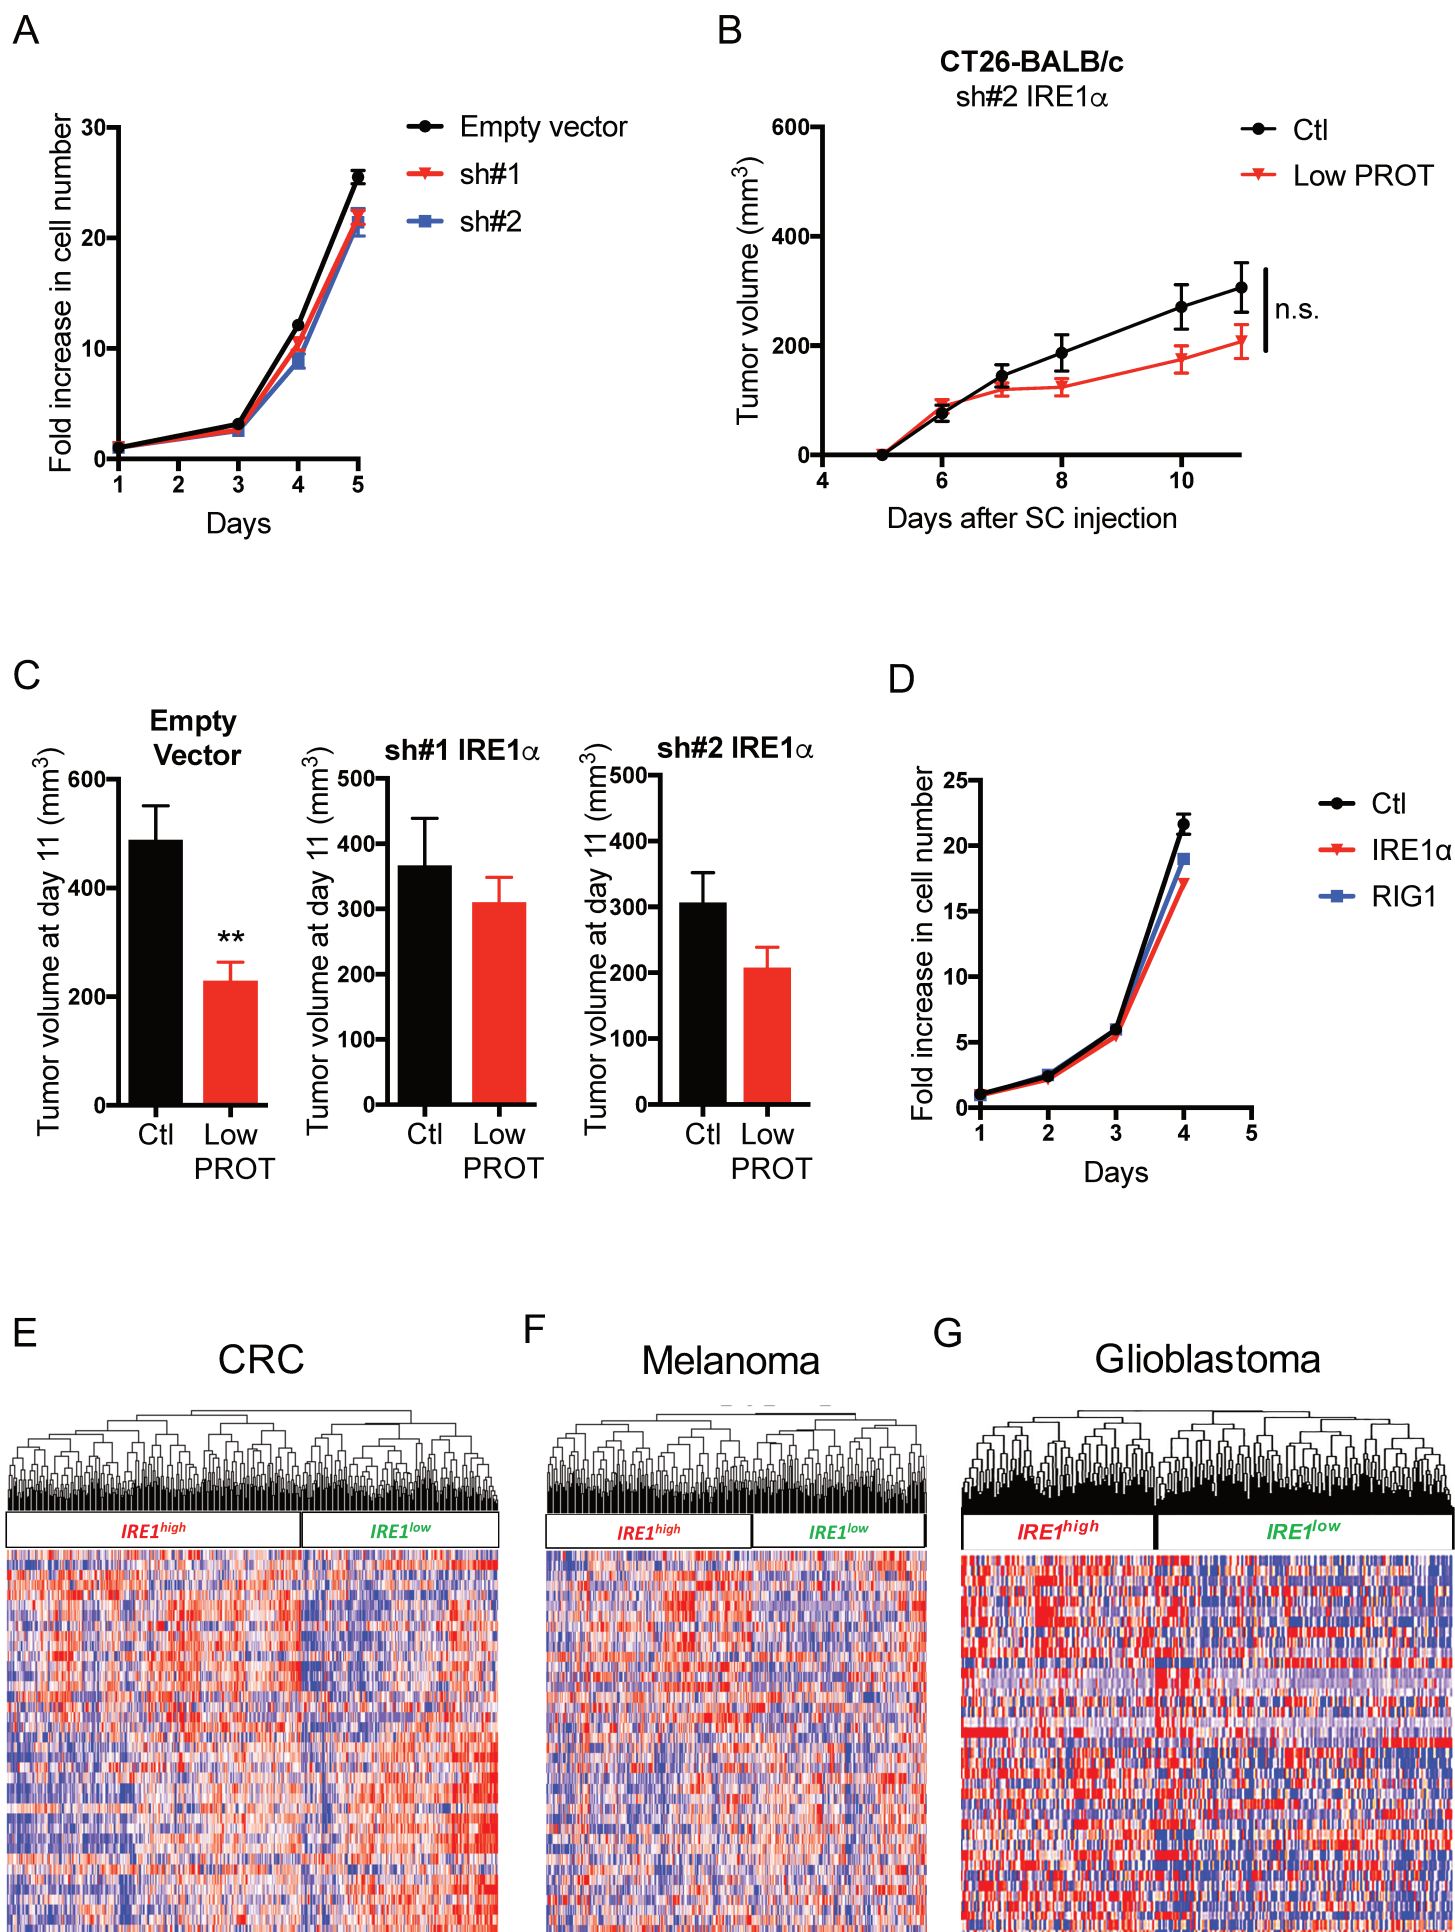 A
Fold increase in cell number
30
20
10
0
1 2 3 4 5
Days
Empty vector
sh#1
sh#2
B
CT26-BALB/c
sh#2 IRE1α
Tumor volume (mm³)
600
400
200
0
4 6 8 10
Days after SC injection
Ctl
Low PROT
n.s.
C
Empty
Vector
Tumor volume at day 11 (mm³)
600
400
200
0
**
Ctl Low
PROT
sh#1 IRE1α
Tumor volume at day 11 (mm³)
500
400
300
200
100
0
Ctl Low
PROT
sh#2 IRE1α
Tumor volume at day 11 (mm³)
500
400
300
200
100
0
Ctl Low
PROT
D
Fold increase in cell number
25
20
15
10
5
0
1 2 3 4 5
Days
Ctl
IRE1α
RIG1
E
CRC
IRE1high IRE1low
F
Melanoma
IRE1high IRE1low
G
Glioblastoma
IRE1high IRE1low